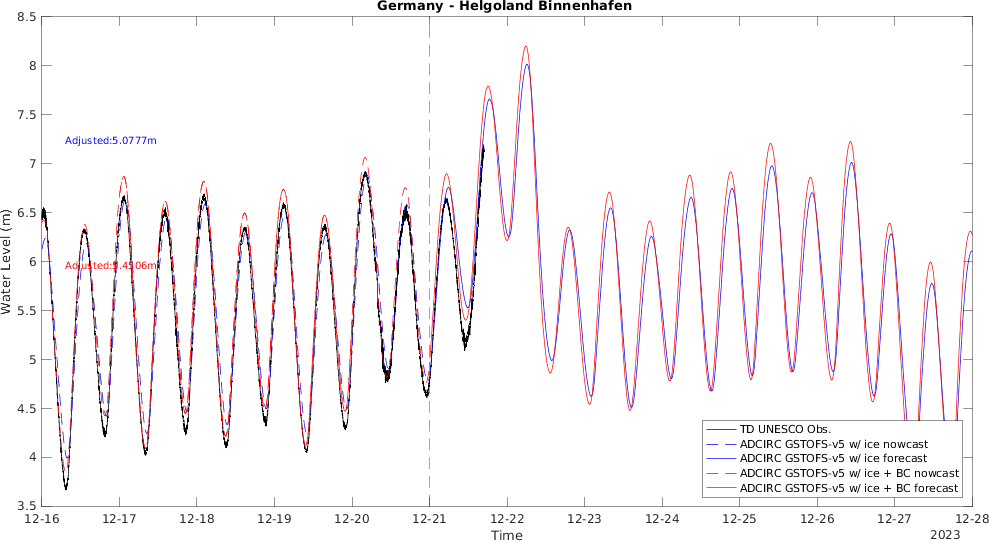 Germany - Helgoland Binnenhafen
8.5
8
7.5
7
6.5
6
5.5
5
4.5
4
3.5
Water Level (m)
Adjusted:5.0777m
TD UNESCO Obs.
ADCIRC GSTOFS-v5 w/ ice nowcast
ADCIRC GSTOFS-v5 w/ ice forecast
ADCIRC GSTOFS-v5 w/ ice + BC nowcast
ADCIRC GSTOFS-v5 w/ ice + BC forecast
12-16 12-17 12-18 12-19 12-20 12-21 12-22 12-23 12-24 12-25 12-26 12-27 12-28
Time
2023